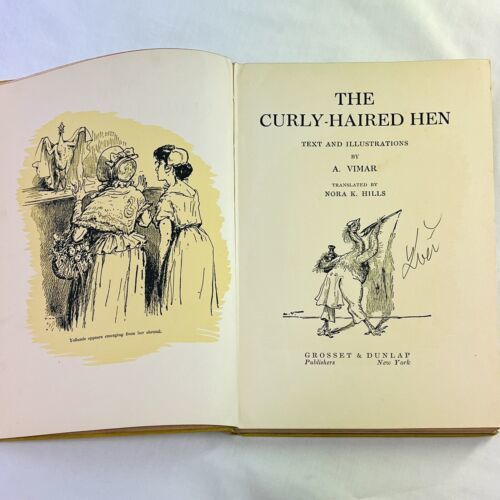 Yollande appears emerging from her shroud.
THE
CURLY-HAIRED HEN
TEXT AND ILLUSTRATIONS
BY
A. VIMAR
TRANSLATED BY
NORA K. HILLS
GROSSET & DUNLAP
Publishers New York